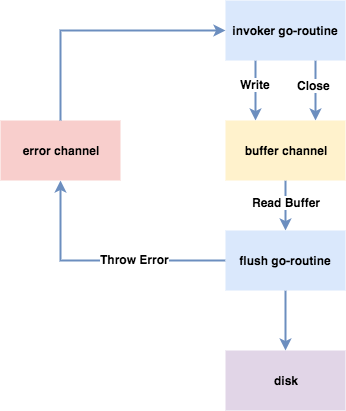 invoker go-routine
Write
Close
error channel
buffer channel
Read Buffer
Throw Error
flush go-routine
disk